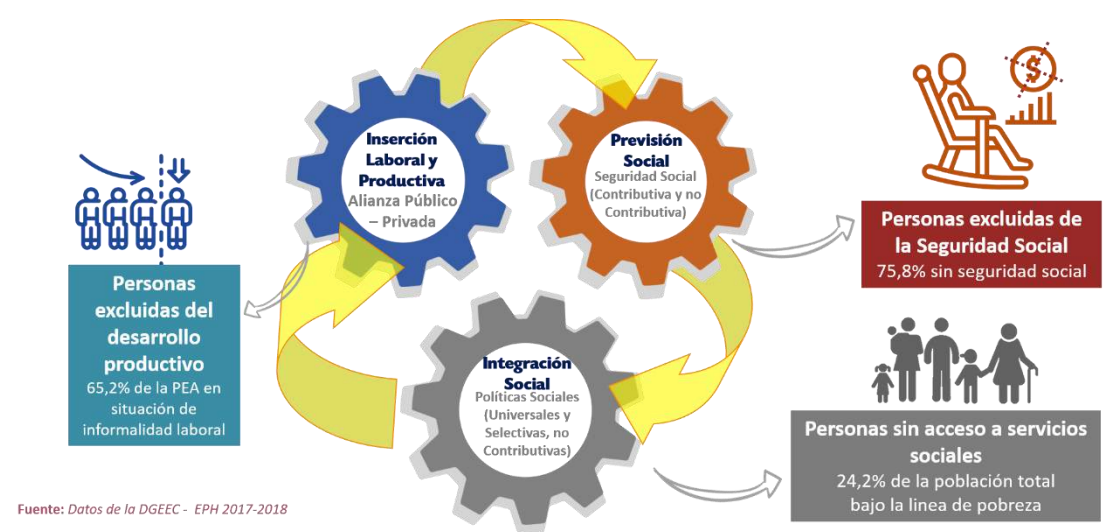 Inserción
Laboral y
Productiva
Alianza Público
– Privada
Previsión
Social
Seguridad Social
(Contributiva y no
Contributiva)
$
Personas excluidas de
la Seguridad Social
75,8% sin seguridad social
Personas
excluidas del
desarrollo
productivo
65,2% de la PEA en
situación de
informalidad laboral
Integración
Social
Políticas Sociales
(Universales y
Selectivas, no
Contributivas)
Personas sin acceso a servicios
sociales
24,2% de la población total
bajo la linea de pobreza
Fuente: Datos de la DGEEC - EPH 2017-2018